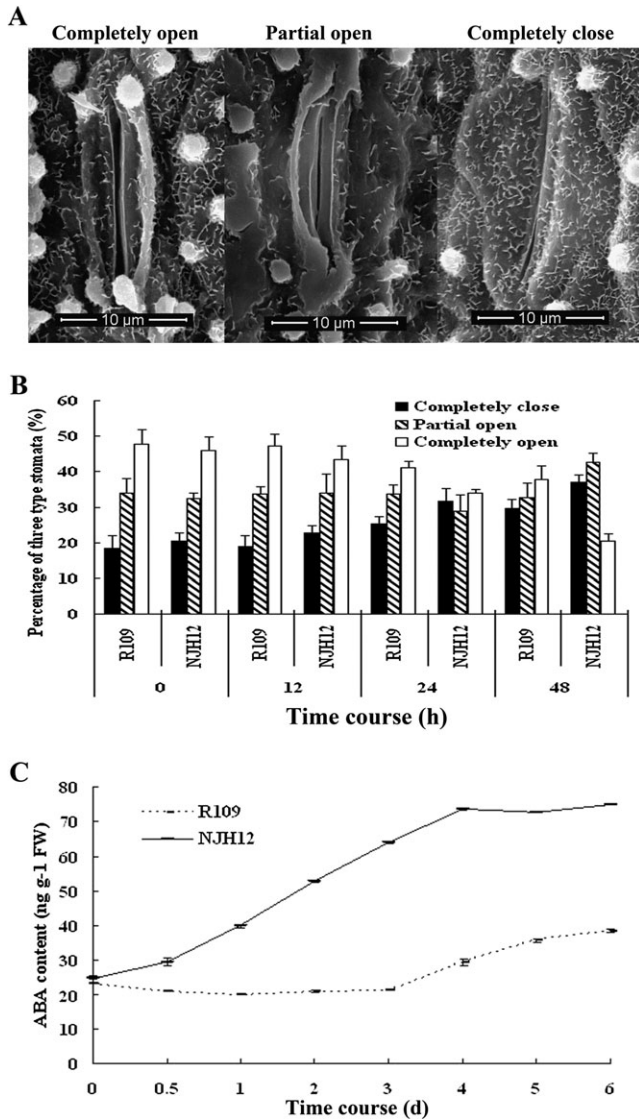 A
Completely open Partial open Completely close
10 µm 10 µm 10 µm
B
Percentage of three type stomata (%)
60
50
40
30
20
10
0
Completely close
Partial open
Completely open
R109 NJH12 R109 NJH12 R109 NJH12 R109 NJH12
0 12 24 48
Time course (h)
C
ABA content (ng g-1 FW)
80
70
60
50
40
30
20
10
0
R109
NJH12
0 0.5 1 2 3 4 5 6
Time course (d)